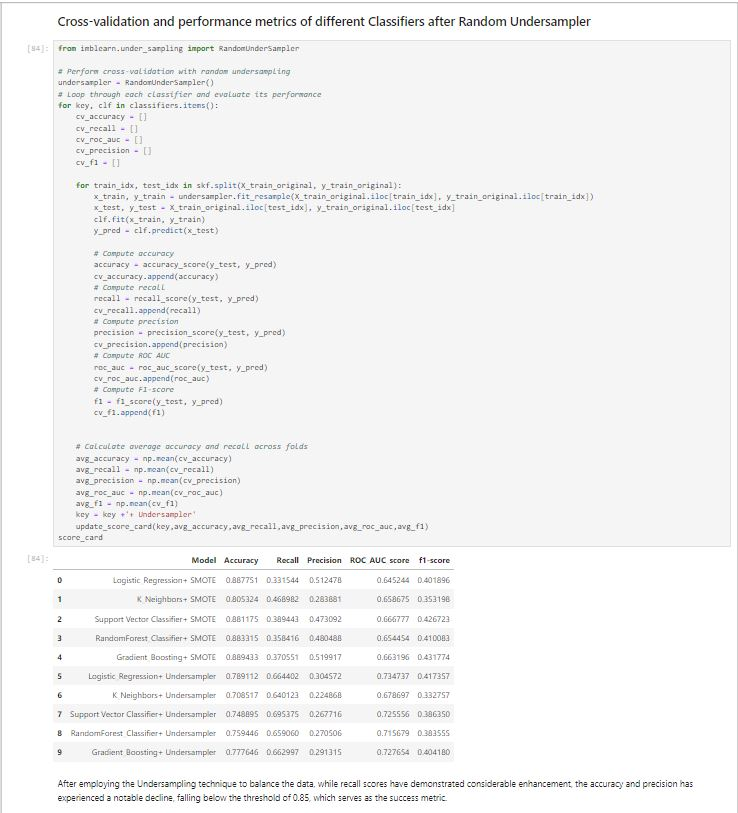 Cross-validation and performance metrics of different Classifiers after Random Undersampler
[84]: from imblearn.under_sampling import RandomUnderSampler
# Perform cross-validation with random undersampling
undersampler = RandomUnderSampler()
# Loop through each classifier and evaluate its performance
for key, clf in classifiers.items():
    cv_accuracy = []
    cv_recall = []
    cv_roc_auc = []
    cv_precision = []
    cv_f1 = []
    for train_idx, test_idx in skf.split(X_train_original, y_train_original):
        x_train, y_train = undersampler.fit_resample(X_train_original.iloc[train_idx], y_train_original.iloc[train_idx])
        x_test, y_test = X_train_original.iloc[test_idx], y_train_original.iloc[test_idx]
        clf.fit(x_train, y_train)
        y_pred = clf.predict(x_test)
        # Compute accuracy
        accuracy = accuracy_score(y_test, y_pred)
        cv_accuracy.append(accuracy)
        # Compute recall
        recall = recall_score(y_test, y_pred)
        cv_recall.append(recall)
        # Compute precision
        precision = precision_score(y_test, y_pred)
        cv_precision.append(precision)
        # Compute ROC AUC
        roc_auc = roc_auc_score(y_test, y_pred)
        cv_roc_auc.append(roc_auc)
        # Compute F1-score
        f1 = f1_score(y_test, y_pred)
        cv_f1.append(f1)
    # Calculate average accuracy and recall across folds
    avg_accuracy = np.mean(cv_accuracy)
    avg_recall = np.mean(cv_recall)
    avg_precision = np.mean(cv_precision)
    avg_roc_auc = np.mean(cv_roc_auc)
    avg_f1 = np.mean(cv_f1)
    key = key +'+ Undersampler'
    update_score_card(key,avg_accuracy,avg_recall,avg_precision,avg_roc_auc,avg_f1)
score_card
[84]: Model Accuracy Recall Precision ROC AUC score f1-score
0 Logistic Regression+ SMOTE 0.887751 0.331544 0.512478 0.645244 0.401896
1 K Neighbors+ SMOTE 0.805324 0.468982 0.283881 0.658675 0.353198
2 Support Vector Classifier+ SMOTE 0.881175 0.389443 0.473092 0.666777 0.426723
3 RandomForest Classifier+ SMOTE 0.883315 0.358416 0.480488 0.654454 0.410083
4 Gradient Boosting+ SMOTE 0.889433 0.370551 0.519917 0.663196 0.431774
5 Logistic Regression+ Undersampler 0.789112 0.664402 0.304572 0.734737 0.417357
6 K Neighbors+ Undersampler 0.708517 0.640123 0.224868 0.678697 0.332757
7 Support Vector Classifier+ Undersampler 0.748895 0.695375 0.267716 0.725556 0.386350
8 RandomForest Classifier+ Undersampler 0.759446 0.659060 0.270506 0.715679 0.383555
9 Gradient Boosting+ Undersampler 0.777646 0.662997 0.291315 0.727654 0.404180
After employing the Undersampling technique to balance the data, while recall scores have demonstrated considerable enhancement, the accuracy and precision has
experienced a notable decline, falling below the threshold of 0.85, which serves as the success metric.